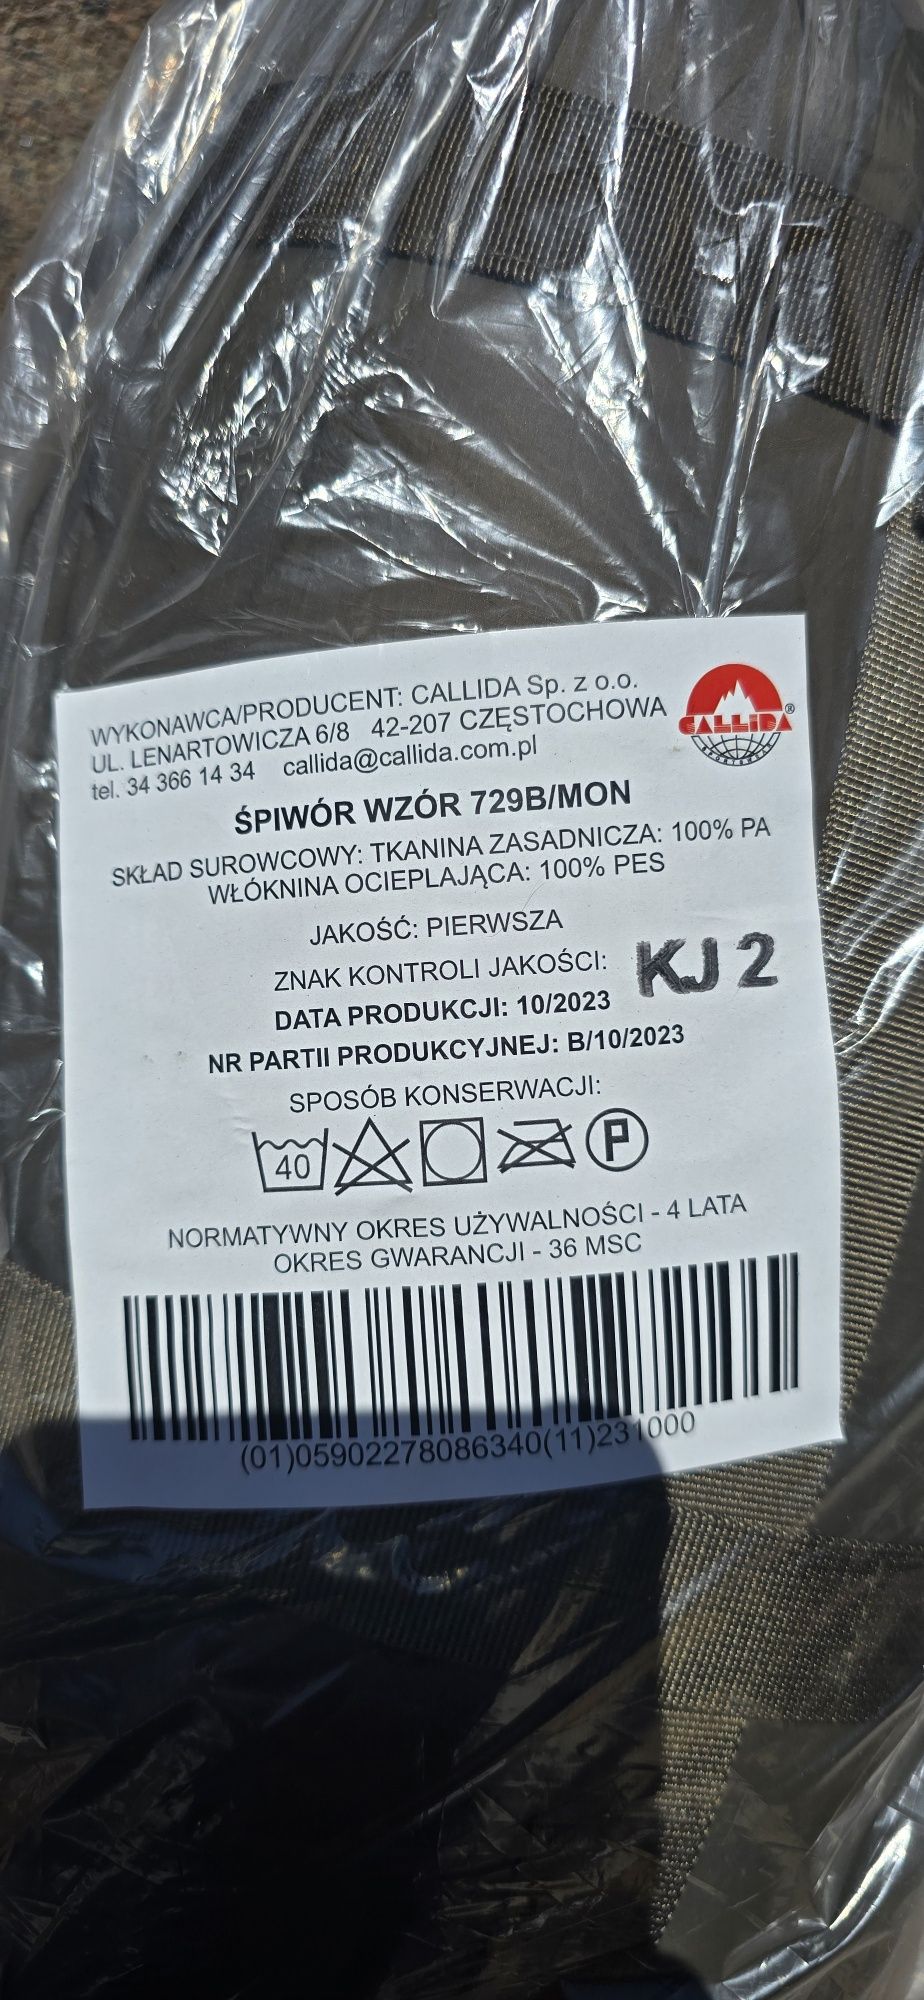 WYKONAWCA/PRODUCENT: CALLIDA Sp. z o.o.
UL. LENARTOWICZA 6/8 42-207 CZĘSTOCHOWA
tel. 34 366 14 34 callida@callida.com.pl
CALLiDA®
SPORTSWEAR
ŚPIWÓR WZÓR 729B/MON
SKŁAD SUROWCOWY: TKANINA ZASADNICZA: 100% PA
WŁÓKNINA OCIEPLAJĄCA: 100% PES
JAKOŚĆ: PIERWSZA
ZNAK KONTROLI JAKOŚCI: KJ 2
DATA PRODUKCJI: 10/2023
NR PARTII PRODUKCYJNEJ: B/10/2023
SPOSÓB KONSERWACJI:
40 P
NORMATYWNY OKRES UŻYWALNOŚCI - 4 LATA
OKRES GWARANCJI - 36 MSC
(01)05902278086340(11)231000